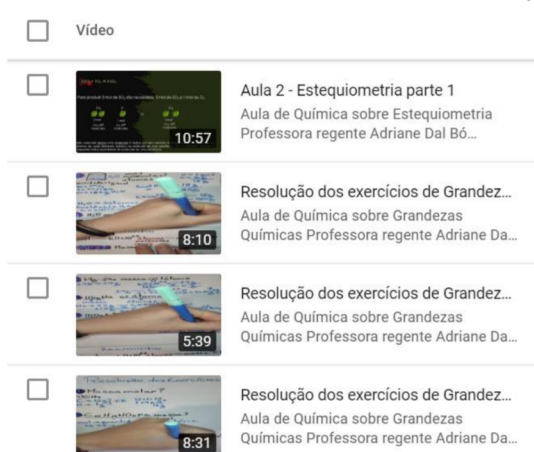 Vídeo
10:57
Aula 2 - Estequiometria parte 1
Aula de Química sobre Estequiometria
Professora regente Adriane Dal Bó...
8:10
Resolução dos exercícios de Grandez...
Aula de Química sobre Grandezas
Químicas Professora regente Adriane Da...
5:39
Resolução dos exercícios de Grandez...
Aula de Química sobre Grandezas
Químicas Professora regente Adriane Da...
Massa molar?
8:31
Resolução dos exercícios de Grandez...
Aula de Química sobre Grandezas
Químicas Professora regente Adriane Da...